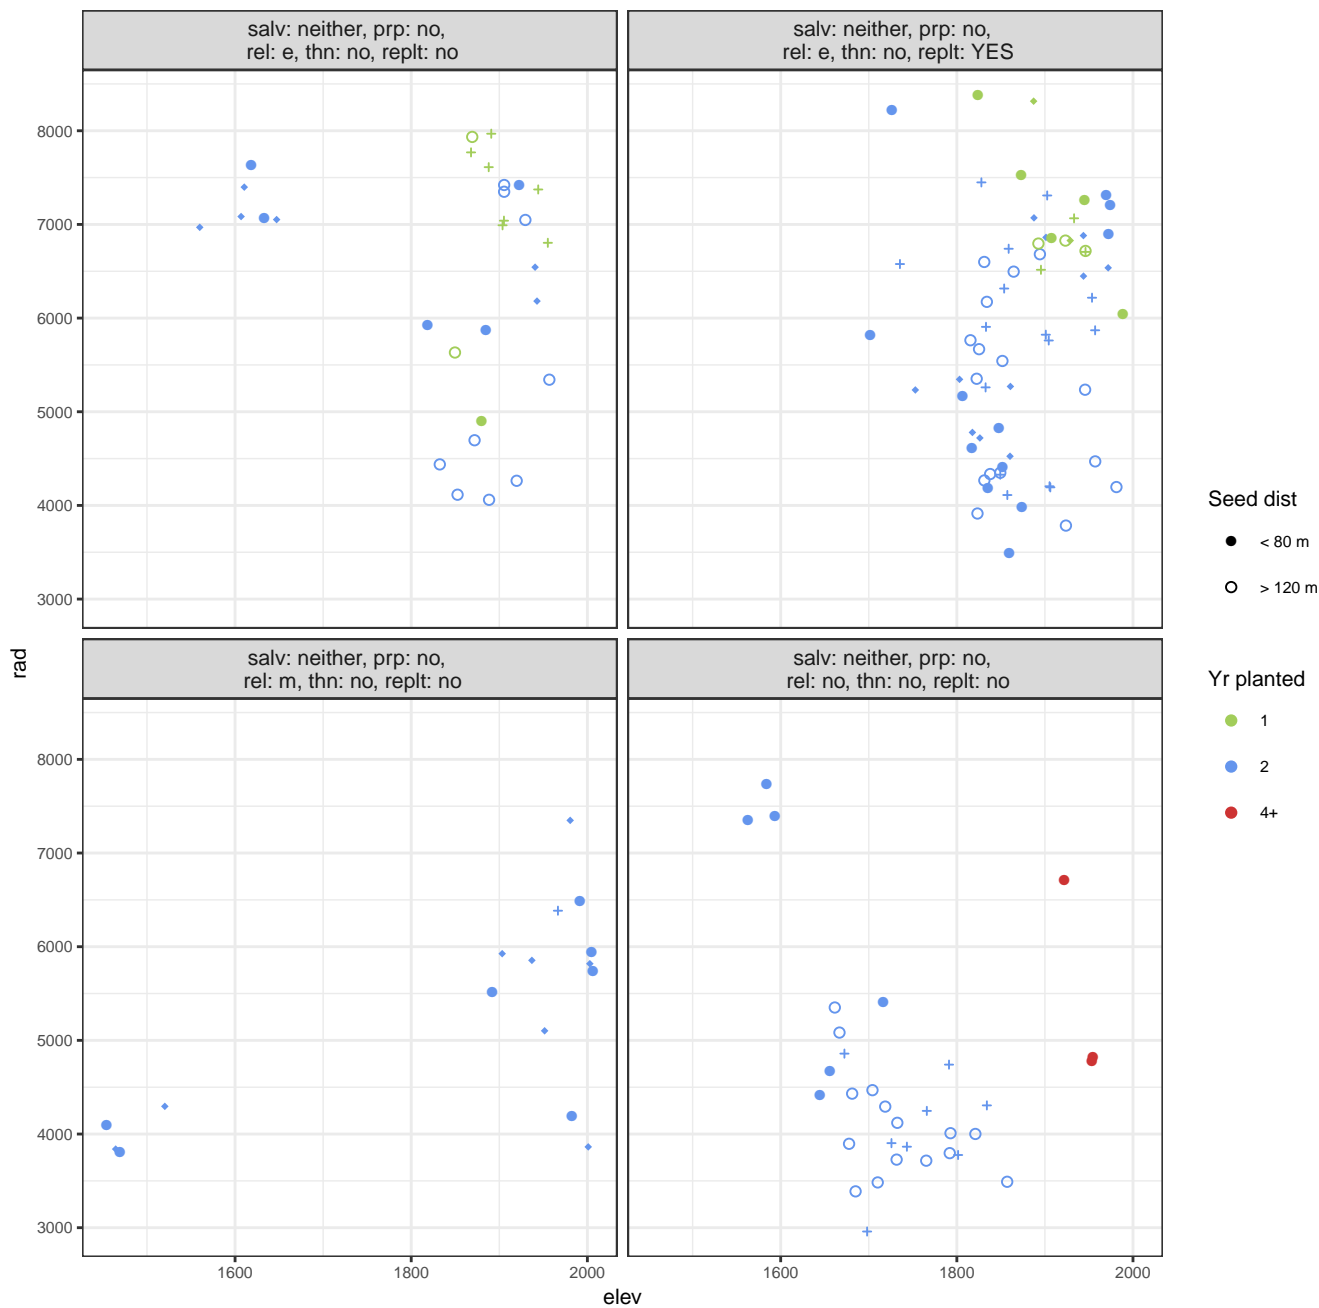 salv: neither, prp: no,
rel: e, thn: no, replt: no
salv: neither, prp: no,
rel: e, thn: no, replt: YES
8000
7000
6000
5000
4000
3000
salv: neither, prp: no,
rel: m, thn: no, replt: no
salv: neither, prp: no,
rel: no, thn: no, replt: no
8000
7000
6000
5000
4000
3000
1600
1800
2000
1600
1800
2000
elev
rad
Seed dist
< 80 m
> 120 m
Yr planted
1
2
4+